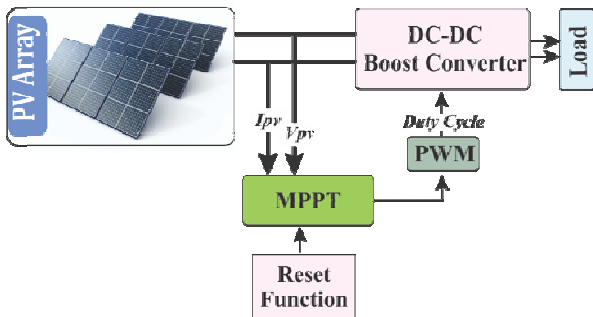 PV Array
DC-DC
Boost Converter
Load
Ipv
Vpv
Duty Cycle
PWM
MPPT
Reset
Function